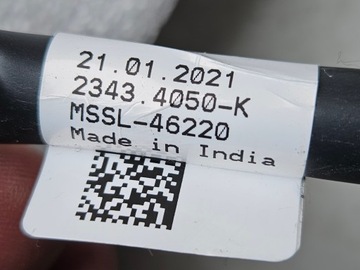 21.01.2021
2343.4050-K
MSSL-46220
Made in India